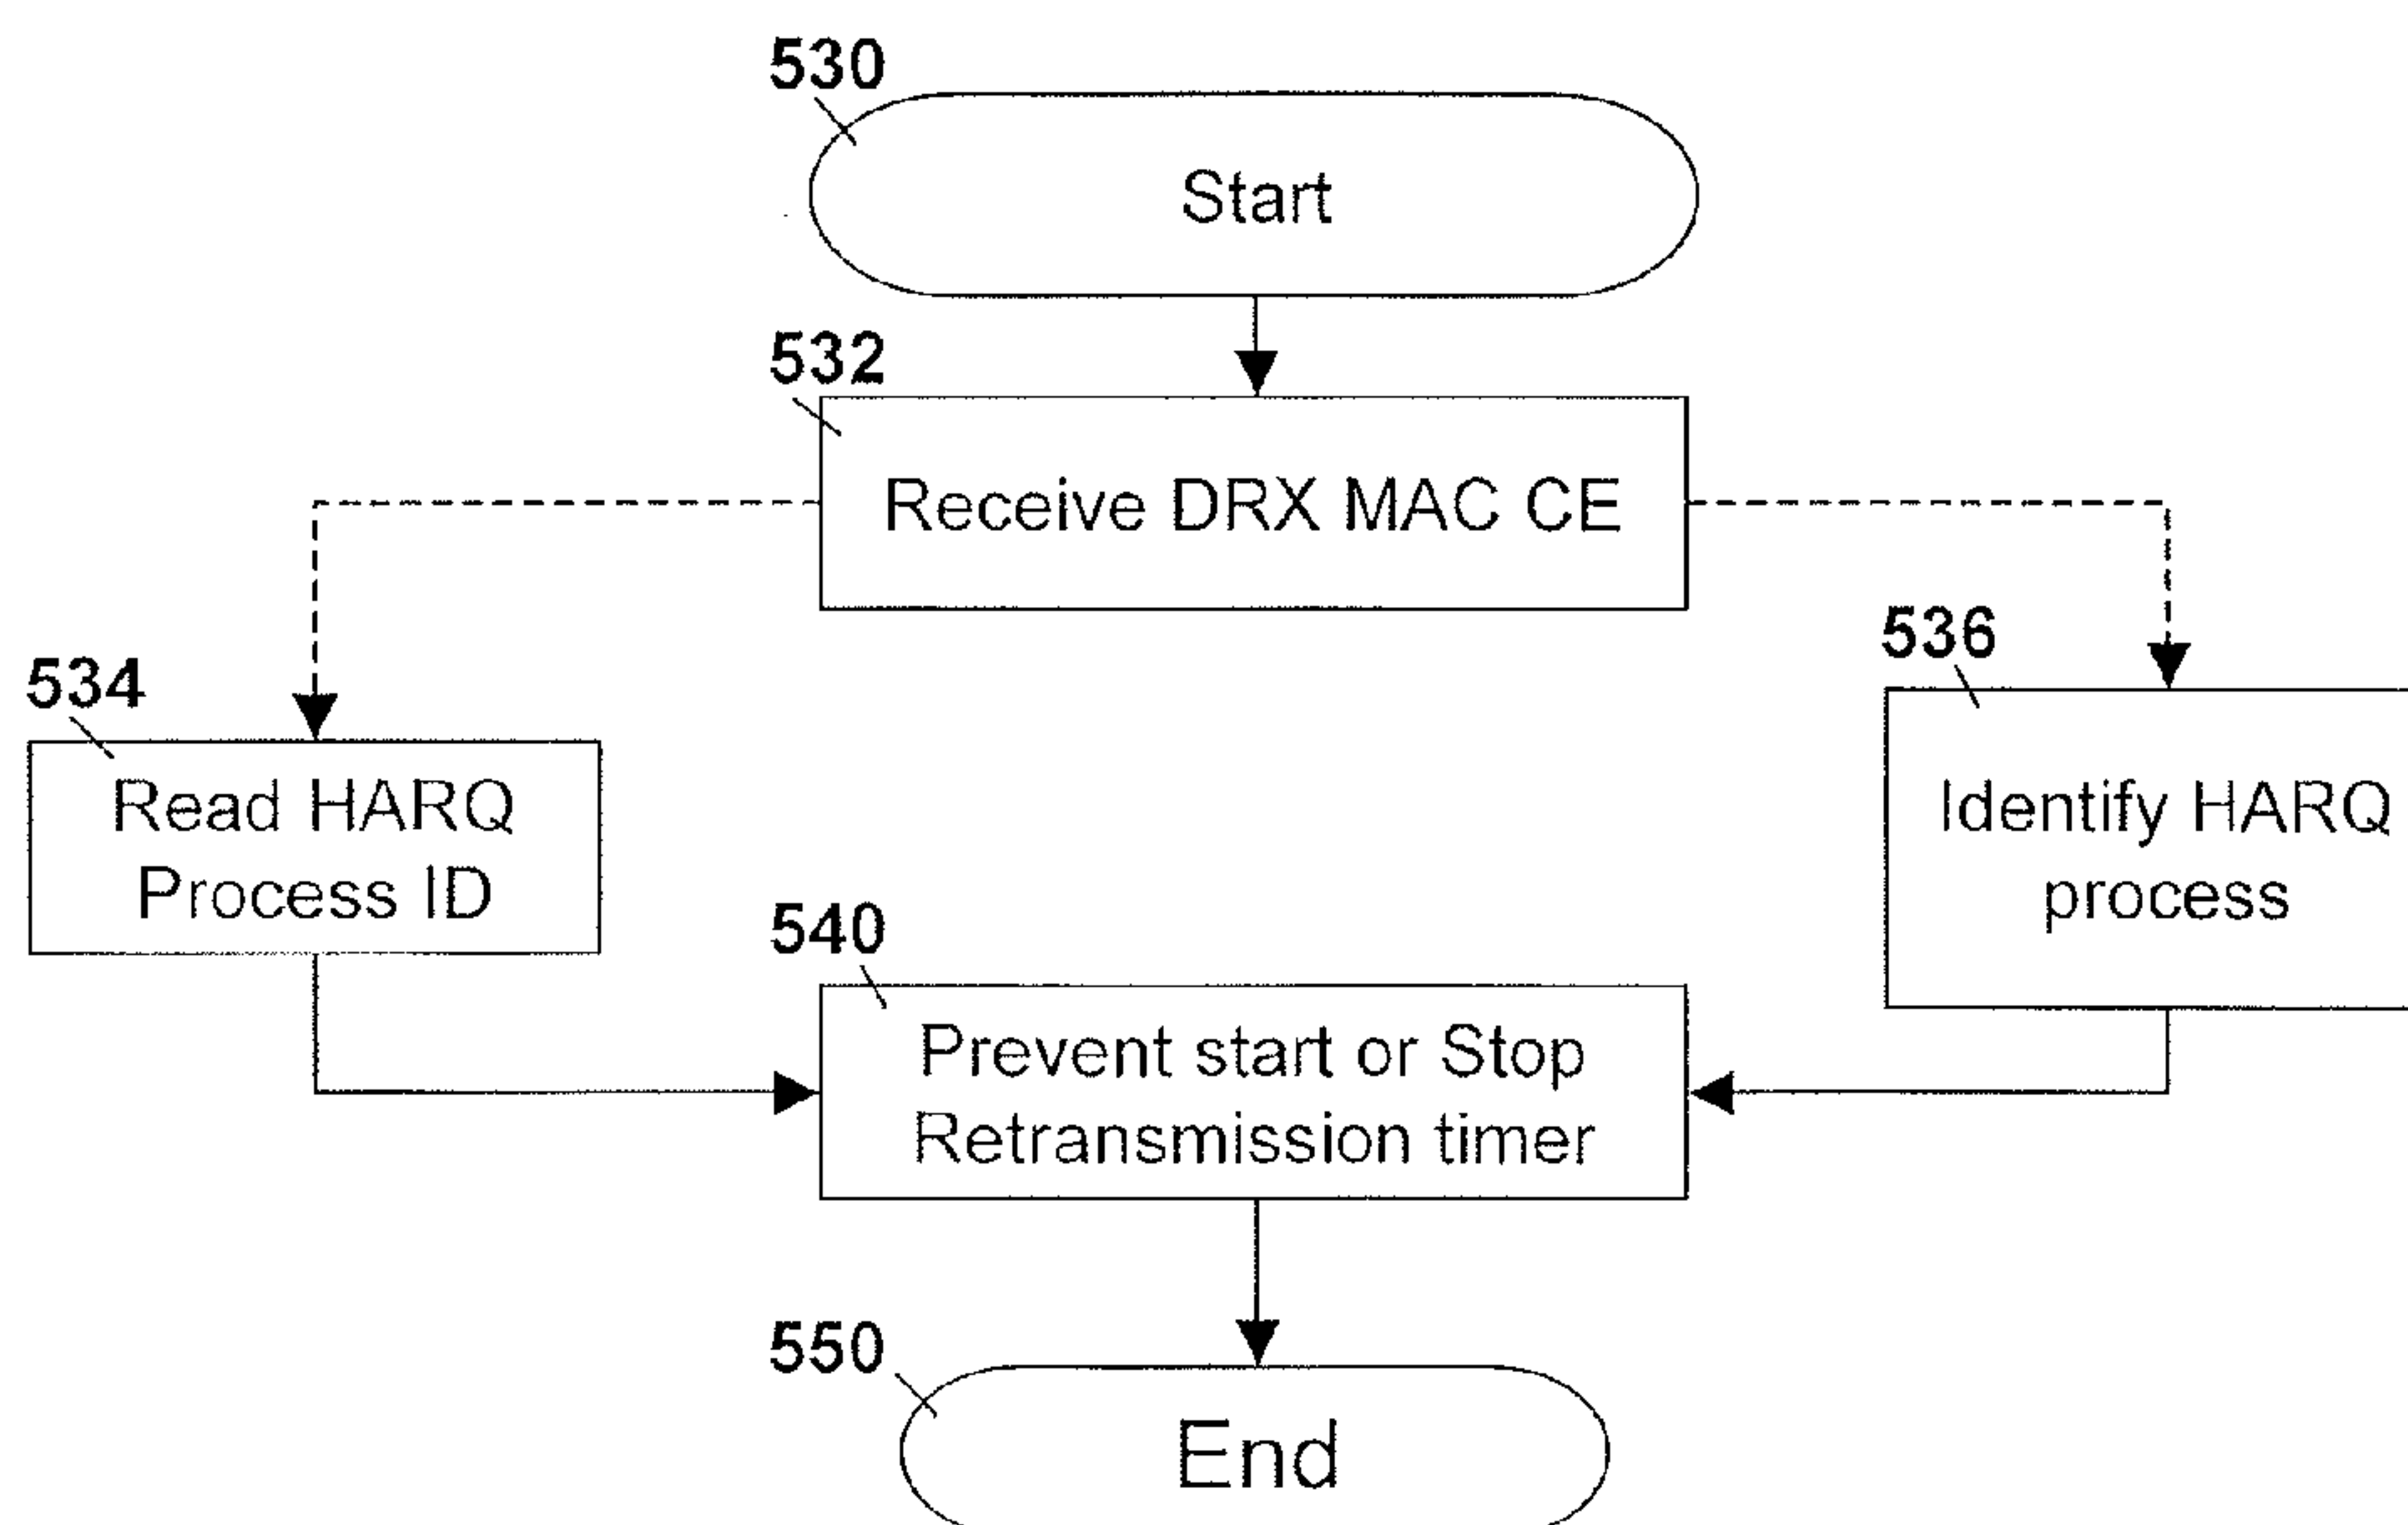 530
Start
532
Receive DRX MAC CE
534
Read HARQ
Process ID
536
Identify HARQ
process
540
Prevent start or Stop
Retransmission timer
550
End